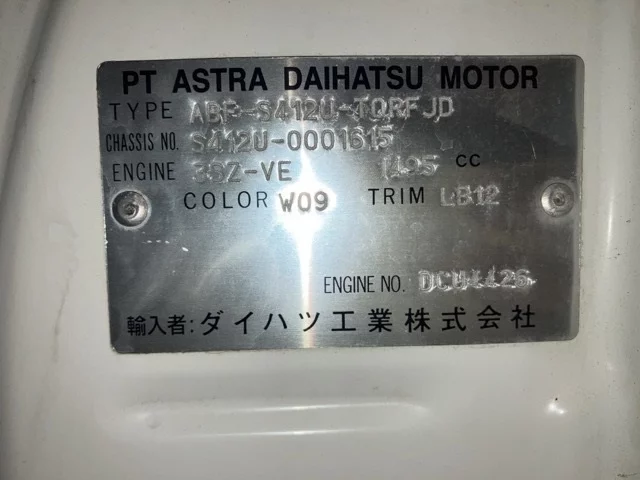 PT ASTRA DAIHATSU MOTOR
TYPE ABF-S412U-TQRFJD
CHASSIS NO. S412U-0001615
ENGINE 3SZ-VE 1495 CC
COLOR W09 TRIM LB12
ENGINE NO.
輸入者:ダイハツ工業株式会社